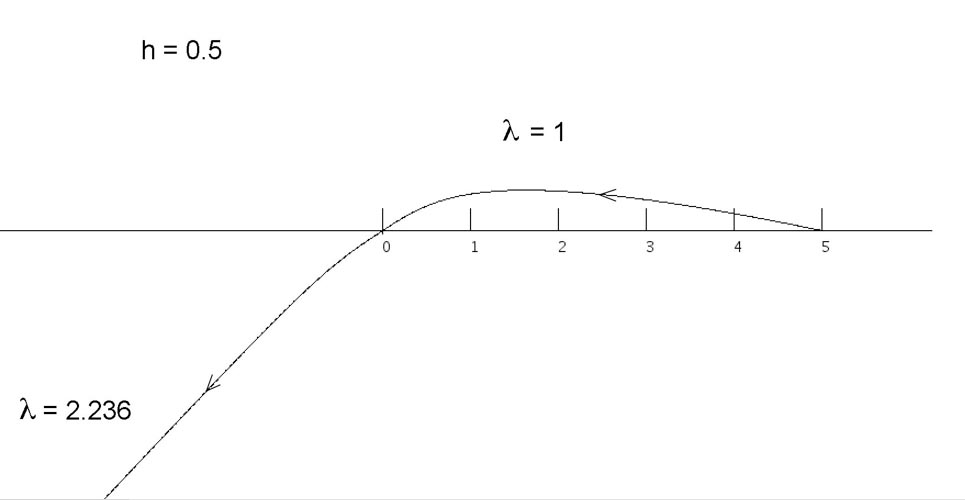 h = 0.5
λ = 1
0 1 2 3 4 5
λ = 2.236